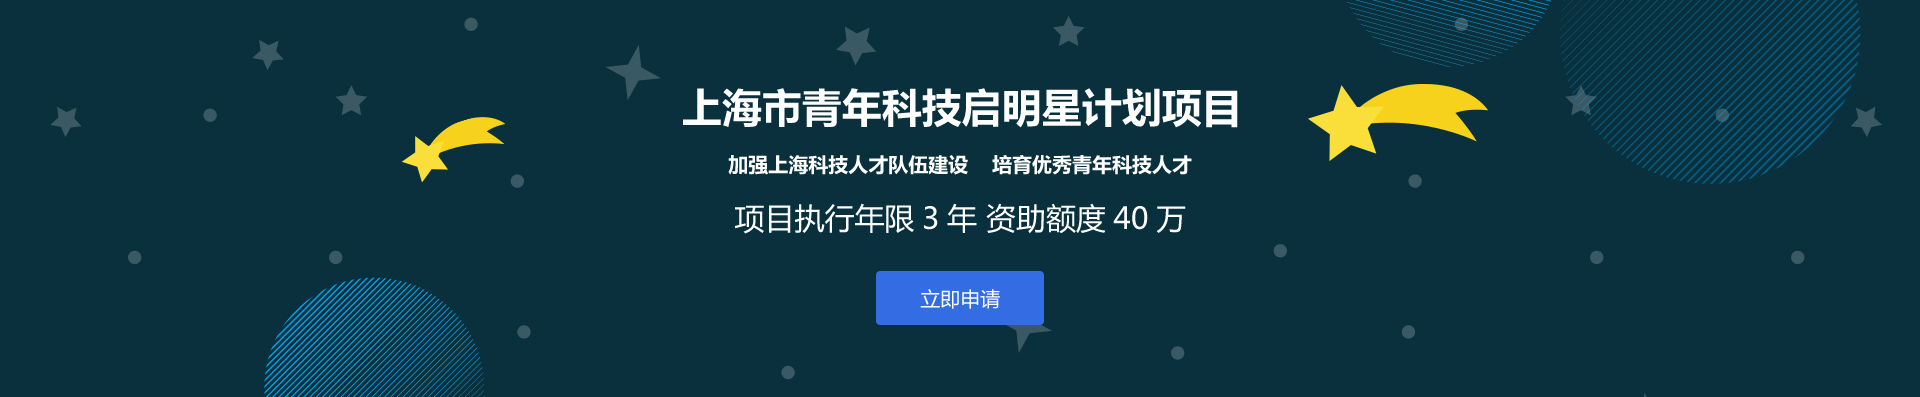 上海市青年科技启明星计划项目
加强上海科技人才队伍建设 培育优秀青年科技人才
项目执行年限 3 年 资助额度 40 万
立即申请